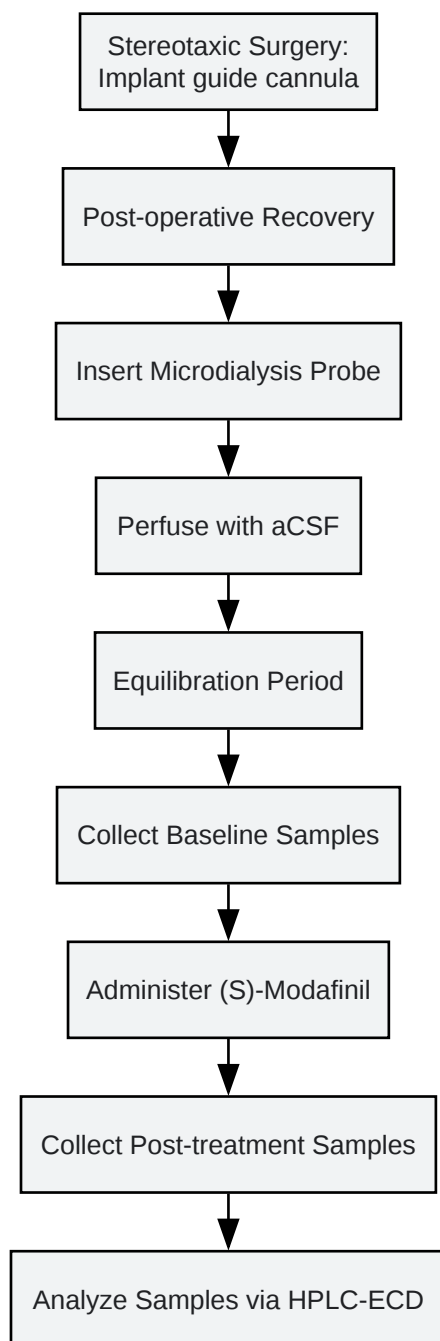 Stereotaxic Surgery:
Implant guide cannula
Post-operative Recovery
Insert Microdialysis Probe
Perfuse with aCSF
Equilibration Period
Collect Baseline Samples
Administer (S)-Modafinil
Collect Post-treatment Samples
Analyze Samples via HPLC-ECD